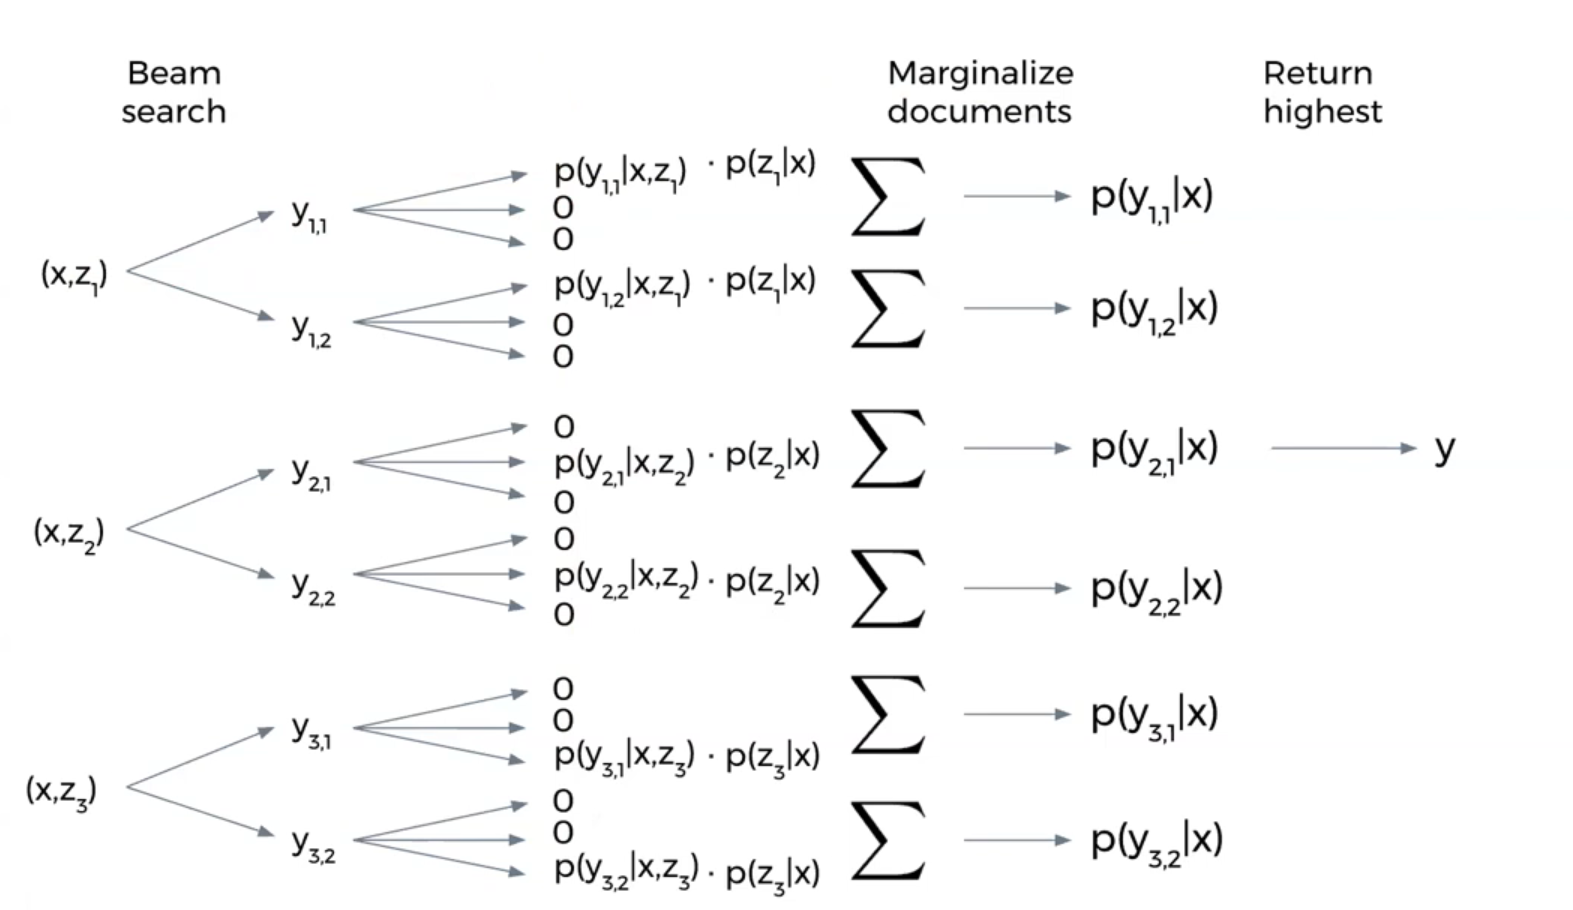 Beam
search
Marginalize
documents
Return
highest
(x,z₁)
y₁,₁
p(y₁,₁|x,z₁) · p(z₁|x)
0
0
∑
p(y₁,₁|x)
y₁,₂
p(y₁,₂|x,z₁) · p(z₁|x)
0
0
∑
p(y₁,₂|x)
(x,z₂)
y₂,₁
0
p(y₂,₁|x,z₂) · p(z₂|x)
0
∑
p(y₂,₁|x)
y
y₂,₂
0
p(y₂,₂|x,z₂) · p(z₂|x)
0
∑
p(y₂,₂|x)
(x,z₃)
y₃,₁
0
0
p(y₃,₁|x,z₃) · p(z₃|x)
∑
p(y₃,₁|x)
y₃,₂
0
0
p(y₃,₂|x,z₃) · p(z₃|x)
∑
p(y₃,₂|x)